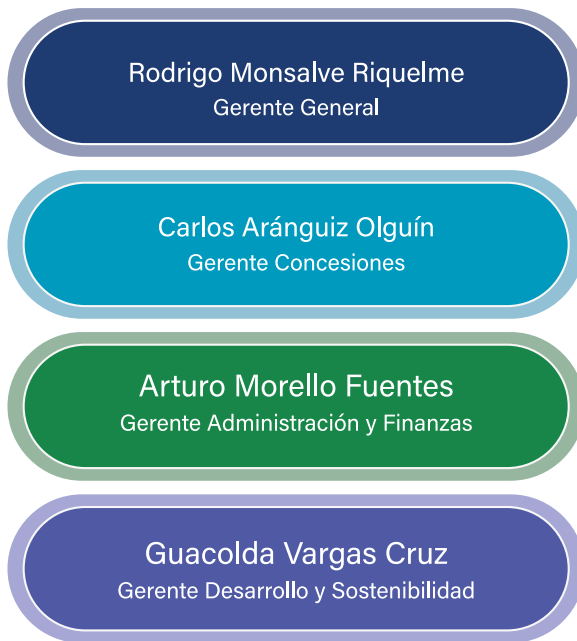 Rodrigo Monsalve Riquelme
Gerente General
Carlos Aránguiz Olguín
Gerente Concesiones
Arturo Morello Fuentes
Gerente Administración y Finanzas
Guacolda Vargas Cruz
Gerente Desarrollo y Sostenibilidad